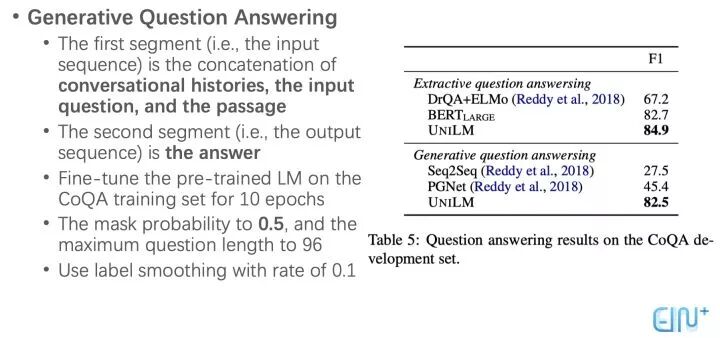 • Generative Question Answering
• The first segment (i.e., the input
sequence) is the concatenation of
conversational histories, the input
question, and the passage
• The second segment (i.e., the output
sequence) is the answer
• Fine-tune the pre-trained LM on the
CoQA training set for 10 epochs
• The mask probability to 0.5, and the
maximum question length to 96
• Use label smoothing with rate of 0.1
F1
Extractive question answersing
DrQA+ELMo (Reddy et al., 2018) 67.2
BERTLARGE 82.7
UNILM 84.9
Generative question answersing
Seq2Seq (Reddy et al., 2018) 27.5
PGNet (Reddy et al., 2018) 45.4
UNILM 82.5
Table 5: Question answering results on the CoQA de-
velopment set.